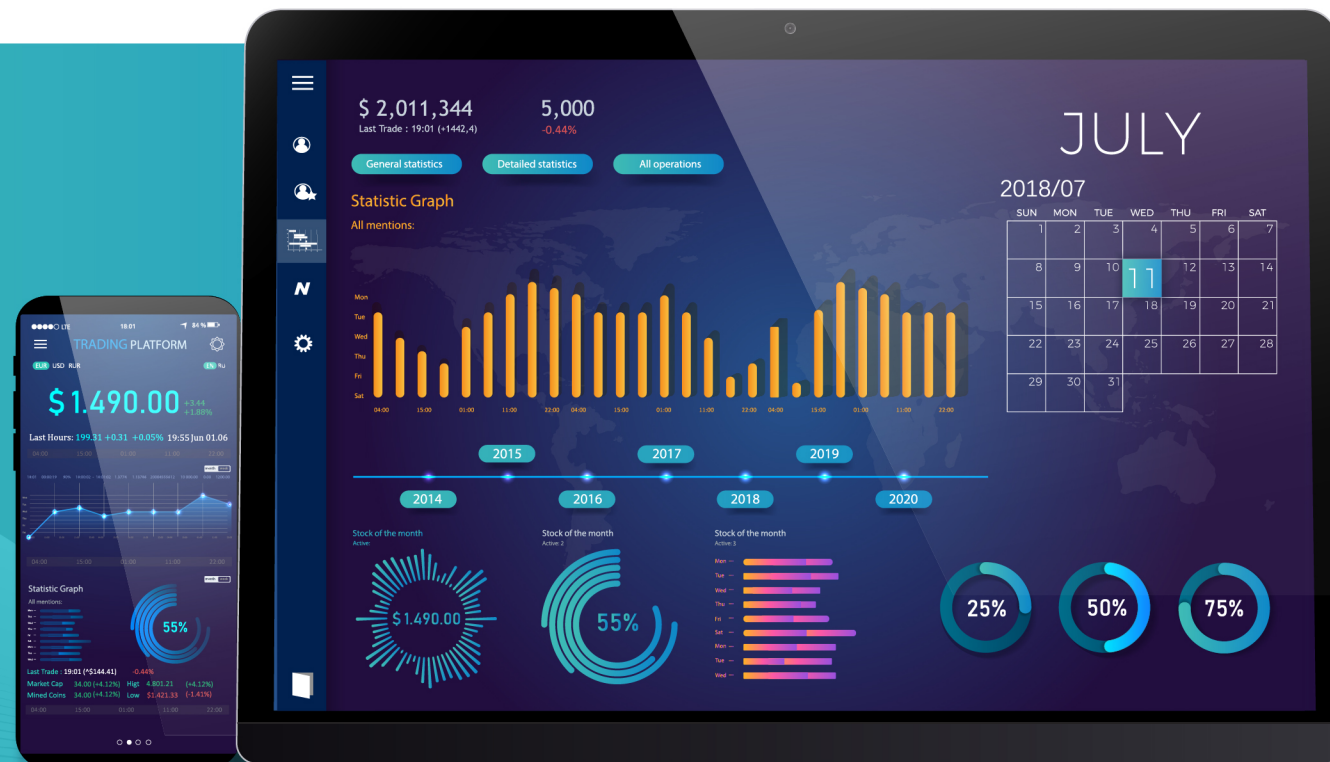 LTE 18:01 84 %
TRADING PLATFORM
EUR USD RUR EN Ru
$ 1.490.00 +3.44
+1.88%
Last Hours: 199.31 +0.31 +0.05% 19:55 Jun 01.06
04:00 15:00 01:00 11:00 22:00
04:00 15:00 01:00 11:00 22:00
Statistic Graph
All mentions:
55%
Last Trade : 19:01 (^$144.41) -0.44%
Market Cap 34.00 (+4.12%) Higt 4.801.21 (+4.12%)
Mined Coins 34.00 (+4.12%) Low $1.421.33 (-1.41%)
04:00 15:00 01:00 11:00 22:00
$ 2,011,344 5,000
Last Trade : 19:01 (+1442,4) -0.44%
General statistics Detailed statistics All operations
Statistic Graph
All mentions:
Mon
Tue
Wed
Thu
Fri
Sat
04:00 15:00 01:00 11:00 22:00 04:00 15:00 01:00 11:00 22:00 04:00 15:00 01:00 11:00 22:00
JULY
2018/07
SUN MON TUE WED THU FRI SAT
1 2 3 4 5 6 7
8 9 10 11 12 13 14
15 16 17 18 19 20 21
22 23 24 25 26 27 28
29 30 31
2015 2017 2019
2014 2016 2018 2020
Stock of the month
Active:
$1.490.00
Stock of the month
Active: 2
55%
Stock of the month
Active: 3
Mon
Tue
Wed
Thu
Fri
Sat
Mon
Tue
Wed
25% 50% 75%